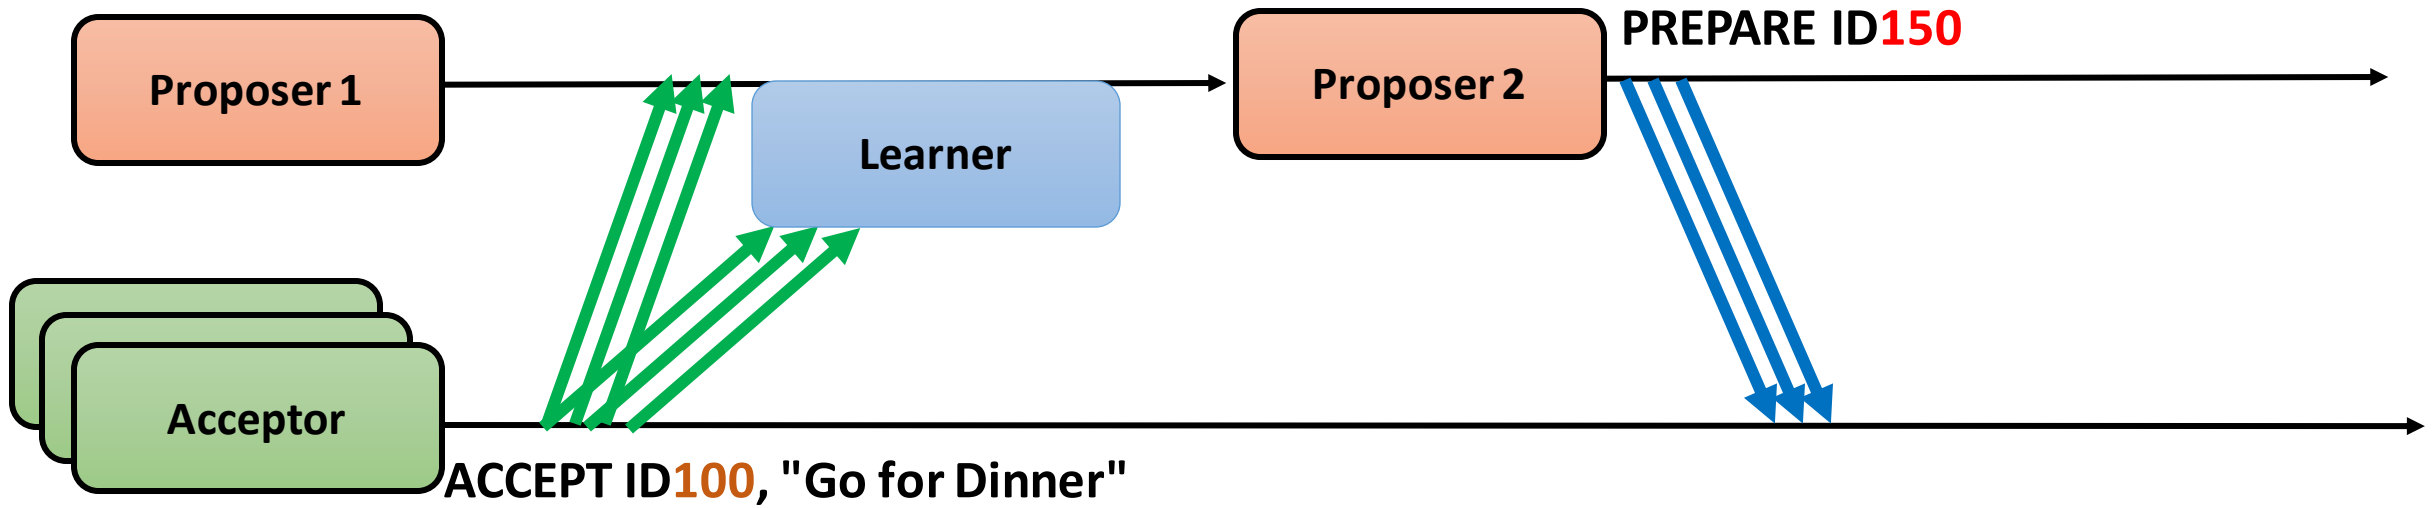 Proposer 1
Learner
Proposer 2
PREPARE ID150
Acceptor
ACCEPT ID100, "Go for Dinner"